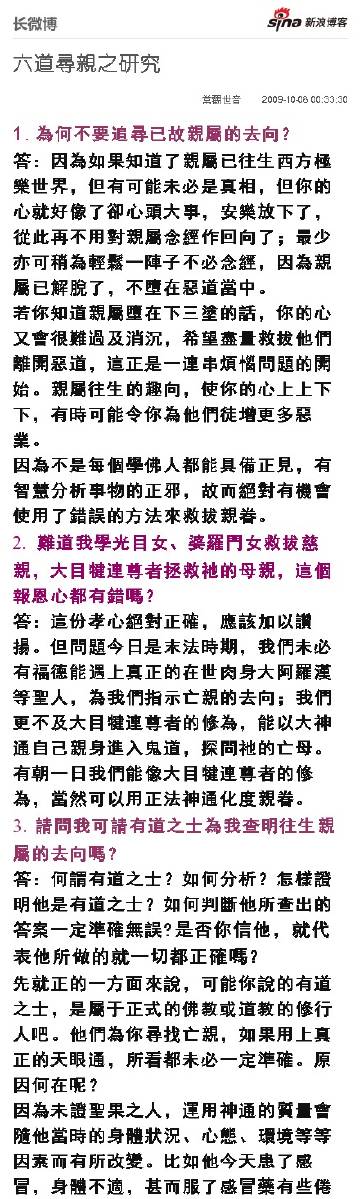 长微博
sina 新浪博客
六道尋親之研究
2009-10-06 00:33:30
1. 為何不要追尋已故親屬的去向？
答：因為如果知道了親屬已往生西方極
樂世界，但有可能未必是真相，但你的
心就好像了卻心頭大事，安樂放下了，
從此再不用對親屬念經作回向了；最少
亦可稍為輕鬆一陣子不必念經，因為親
屬已解脫了，不墮在惡道當中。
若你知道親屬墮在下三塗的話，你的心
又會很難過及消沉，希望盡量救拔他們
離開惡道，這正是一連串煩惱問題的開
始。親屬往生的趣向，使你的心上上下
下，有時可能令你為他們徒增更多惡
業。
因為不是每個學佛人都能具備正見，有
智慧分析事物的正邪，故而絕對有機會
使用了錯誤的方法來救拔親眷。
2. 難道我學光目女、婆羅門女救拔慈
親，大目犍連尊者拯救祂的母親，這個
報恩心都有錯嗎？
答：這份孝心絕對正確，應該加以讚
揚。但問題今日是末法時期，我們未必
有福德能遇上真正的在世肉身大阿羅漢
等聖人，為我們指示亡親的去向；我們
更不及大目犍連尊者的修為，能以大神
通自己親身進入鬼道，探問祂的亡母。
有朝一日我們能像大目犍連尊者的修
為，當然可以用正法神通化度親眷。
3. 請問我可請有道之士為我查明往生親
屬的去向嗎？
答：何謂有道之士？如何分析？怎樣證
明他是有道之士？如何判斷他所查出的
答案一定準確無誤?是否你信他，就代
表他所做的就一切都正確嗎？
先就正的一方面來說，可能你說的有道
之士，是屬于正式的佛教或道教的修行
人吧。他們為你尋找亡親，如果用上真
正的天眼通，所看都未必一定準確。原
因何在呢？
因為未證聖果之人，運用神通的質量會
隨他當時的身體狀況、心態、環境等等
因素而有所改變。比如他今天患了感
冒，身體不適，甚而服了感冒藥有些倦